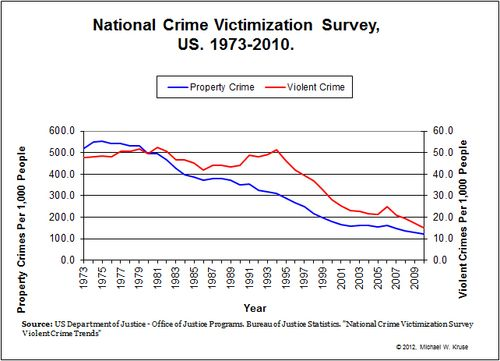 National Crime Victimization Survey,
US. 1973-2010.
Property Crime Violent Crime
Property Crimes Per 1,000 People
600.0
500.0
400.0
300.0
200.0
100.0
0.0
60.0
50.0
40.0
30.0
20.0
10.0
0.0
Violent Crimes Per 1,000 People
1973 1975 1977 1979 1981 1983 1985 1987 1989 1991 1993 1995 1997 1999 2001 2003 2005 2007 2009
Year
Source: US Department of Justice - Office of Justice Programs. Bureau of Justice Statistics. "National Crime Victimization Survey
Violent Crime Trends"
© 2012, Michael W. Kruse